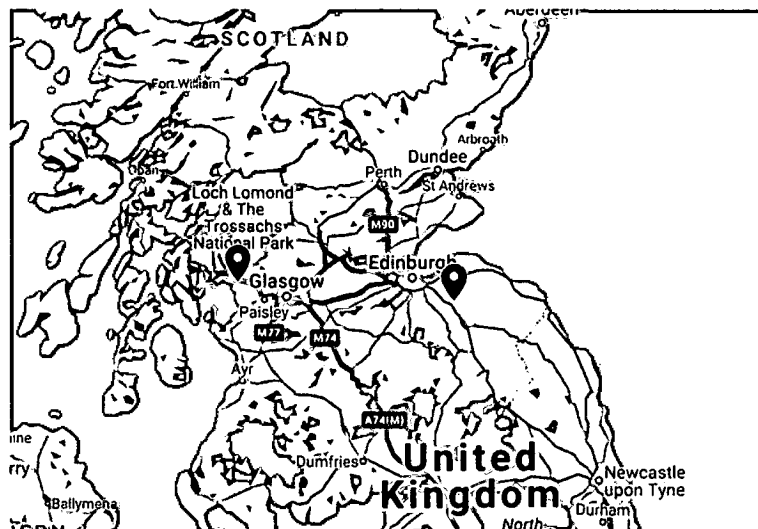 Aberdeen
SCOTLAND
Fort William
Arbroath
Dundee
Oban
Perth
St Andrews
Loch Lomond
& The
Trossachs
National Park
M90
Edinburgh
Glasgow
Paisley
M77
M74
Ayr
A74(M)
United
Kingdom
Dumfries
Newcastle
upon Tyne
Ballymena
Durham
North